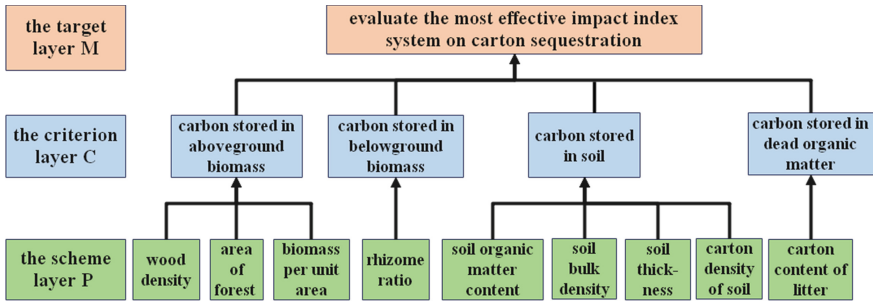 the target
layer M
evaluate the most effective impact index
system on carton sequestration
the criterion
layer C
carbon stored in
aboveground
biomass
carbon stored in
belowground
biomass
carbon stored
in soil
carbon stored in
dead organic
matter
the scheme
layer P
wood
density
area
of
forest
biomass
per unit
area
rhizome
ratio
soil organic
matter
content
soil
bulk
density
soil
thick-
ness
carton
density
of soil
carton
content of
litter